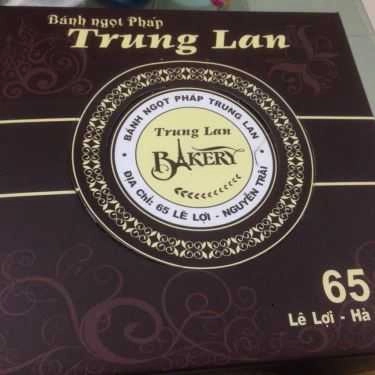 Bánh ngọt Pháp
Trung Lan
BÁNH NGỌT PHÁP TRUNG LAN
Trung Lan
BAKERY
ĐỊA CHỈ: 65 LÊ LỢI - NGUYỄN TRÃI
65
Lê Lợi - Hà